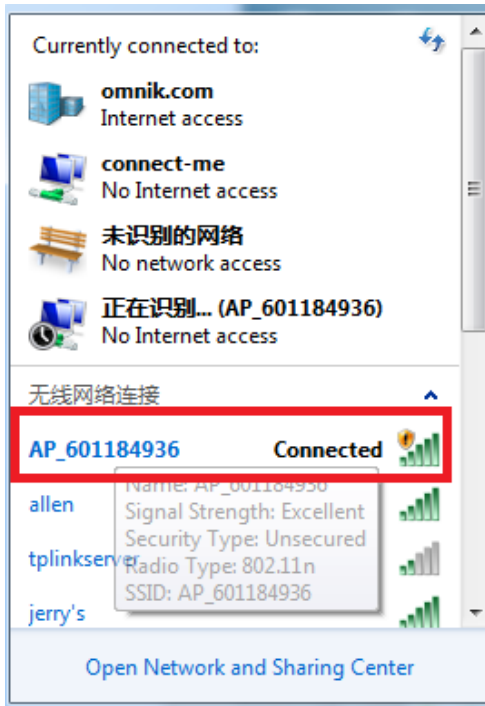 Currently connected to:
omnik.com
Internet access
connect-me
No Internet access
未识别的网络
No network access
正在识别... (AP_601184936)
No Internet access
无线网络连接
AP_601184936 Connected
Name: AP_601184936
allen
Signal Strength: Excellent
Security Type: Unsecured
tplinkserver
Radio Type: 802.11n
SSID: AP_601184936
jerry's
Open Network and Sharing Center